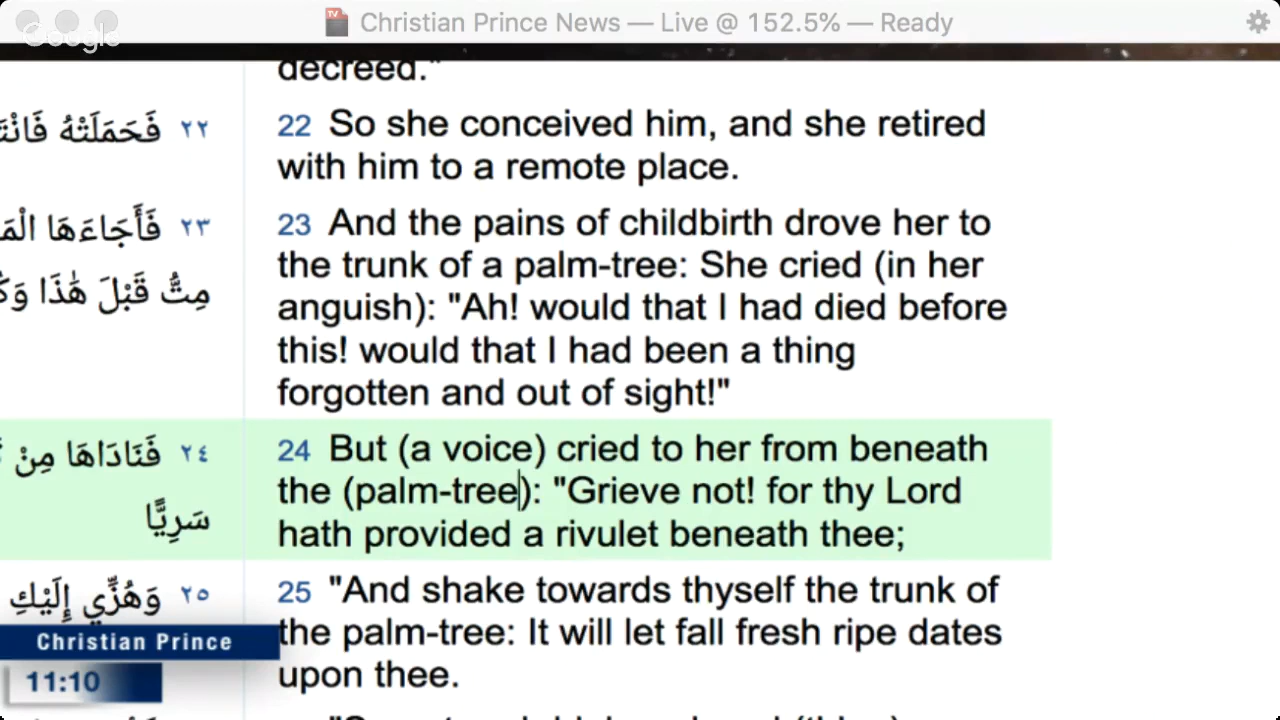 Christian Prince News — Live @ 152.5% — Ready
Google
decreed."
٢٢ فَحَمَلَتْهُ
22 So she conceived him, and she retired
with him to a remote place.
٢٣ فَأَجَاءَهَا
مِتُّ قَبْلَ هَٰذَا
23 And the pains of childbirth drove her to
the trunk of a palm-tree: She cried (in her
anguish): "Ah! would that I had died before
this! would that I had been a thing
forgotten and out of sight!"
٢٤ فَنَادَاهَا مِنْ
سَرِيًّا
24 But (a voice) cried to her from beneath
the (palm-tree): "Grieve not! for thy Lord
hath provided a rivulet beneath thee;
٢٥ وَهُزِّي إِلَيْكِ
25 "And shake towards thyself the trunk of
the palm-tree: It will let fall fresh ripe dates
upon thee.
Christian Prince
11:10